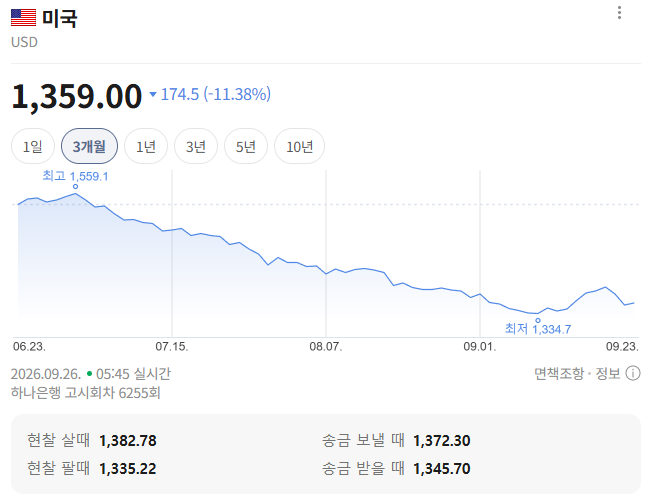 미국
USD
1,359.00 ▼174.5 (-11.38%)
1일 3개월 1년 3년 5년 10년
최고 1,559.1
최저 1,334.7
06.23. 07.15. 08.07. 09.01. 09.23.
2026.09.26. 05:45 실시간 면책조항 · 정보
하나은행 고시회차 6255회
현찰 살때 1,382.78 송금 보낼 때 1,372.30
현찰 팔때 1,335.22 송금 받을 때 1,345.70